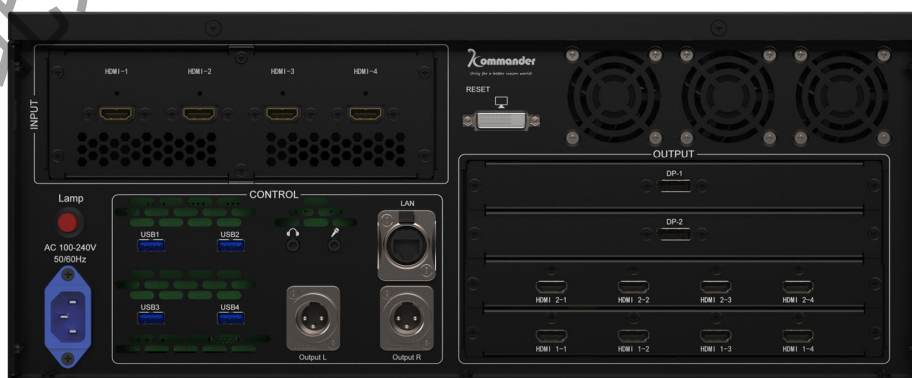 HDMI-1
HDMI-2
HDMI-3
HDMI-4
INPUT
Kommander
Only for a better vision world
RESET
OUTPUT
DP-1
DP-2
HDMI 2-1
HDMI 2-2
HDMI 2-3
HDMI 2-4
HDMI 1-1
HDMI 1-2
HDMI 1-3
HDMI 1-4
Lamp
AC 100-240V
50/60Hz
CONTROL
USB1
USB2
LAN
USB3
USB4
Output L
Output R